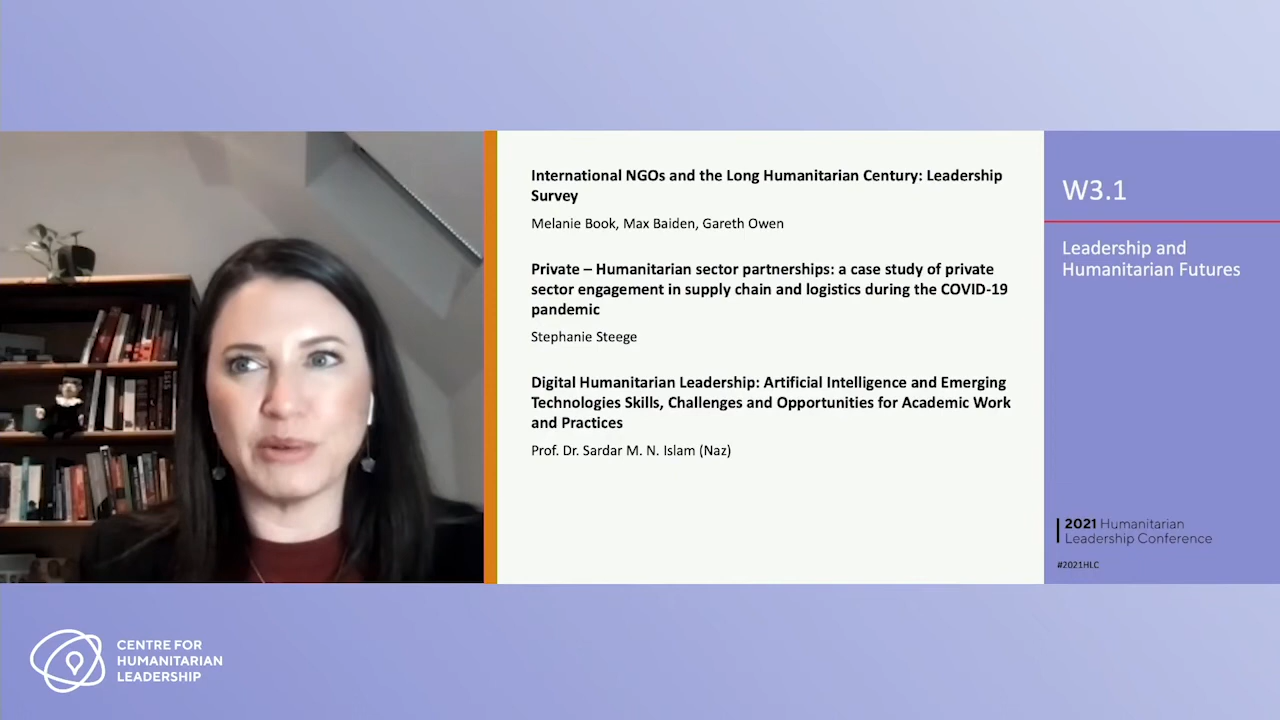 International NGOs and the Long Humanitarian Century: Leadership
Survey
Melanie Book, Max Baiden, Gareth Owen
Private – Humanitarian sector partnerships: a case study of private
sector engagement in supply chain and logistics during the COVID-19
pandemic
Stephanie Steege
Digital Humanitarian Leadership: Artificial Intelligence and Emerging
Technologies Skills, Challenges and Opportunities for Academic Work
and Practices
Prof. Dr. Sardar M. N. Islam (Naz)
W3.1
Leadership and
Humanitarian Futures
2021 Humanitarian
Leadership Conference
#2021HLC
CENTRE FOR
HUMANITARIAN
LEADERSHIP